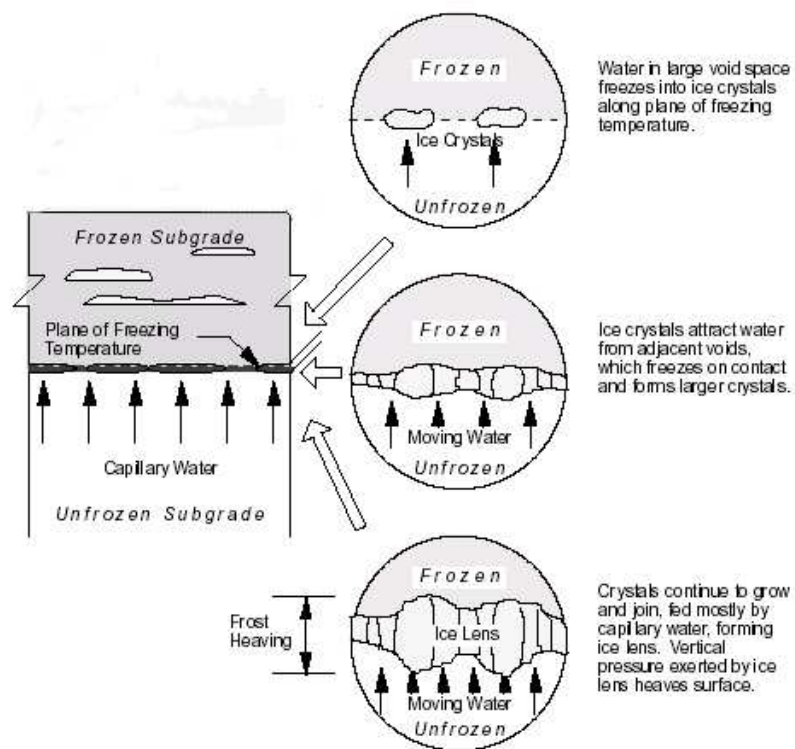 Frozen
Ice Crystals
Unfrozen
Water in large void space
freezes into ice crystals
along plane of freezing
temperature.
Frozen Subgrade
Plane of Freezing
Temperature
Capillary Water
Unfrozen Subgrade
Frozen
Moving Water
Unfrozen
Ice crystals attract water
from adjacent voids,
which freezes on contact
and forms larger crystals.
Frost
Heaving
Frozen
Ice Lens
Moving Water
Unfrozen
Crystals continue to grow
and join, fed mostly by
capillary water, forming
ice lens. Vertical
pressure exerted by ice
lens heaves surface.